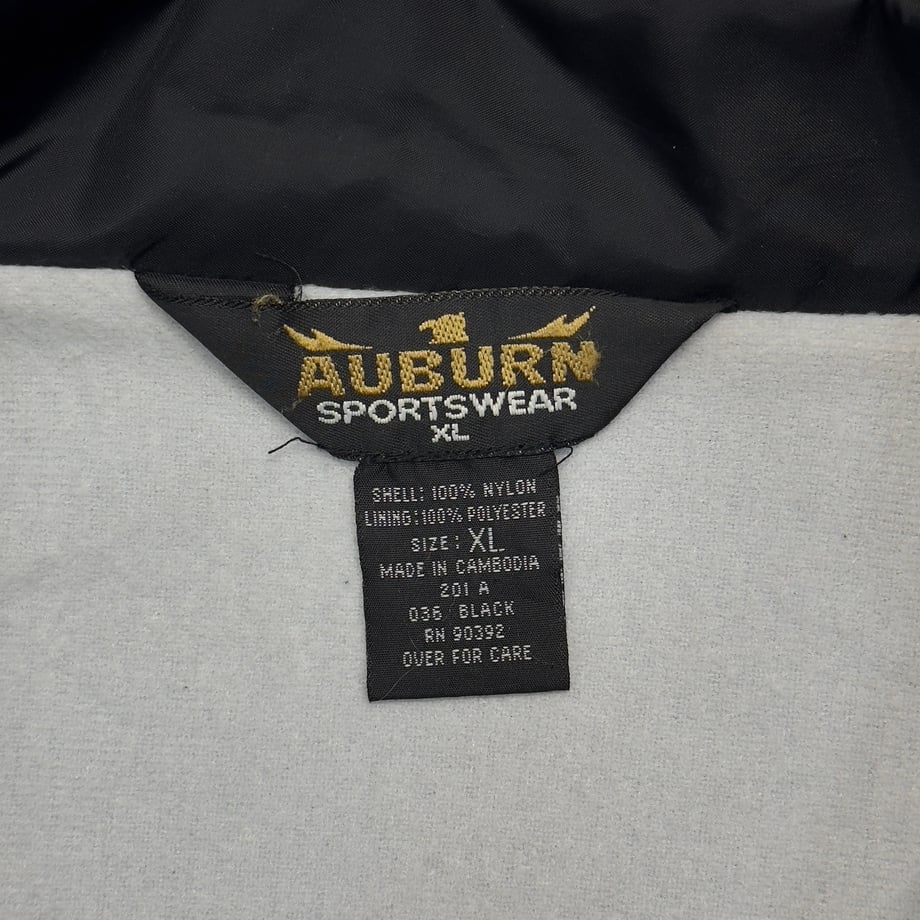 AUBURN
SPORTSWEAR
XL
SHELL: 100% NYLON
LINING:100% POLYESTER
SIZE: XL
MADE IN CAMBODIA
201 A
036 BLACK
RN 90392
OVER FOR CARE